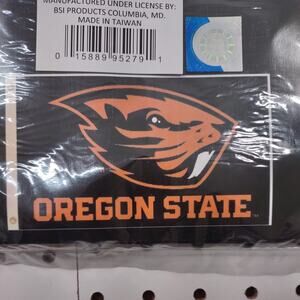 MANUFACTURED UNDER LICENSE BY:
BSI PRODUCTS COLUMBIA, MD.
MADE IN TAIWAN
0 15889 95279 1
OREGON STATE